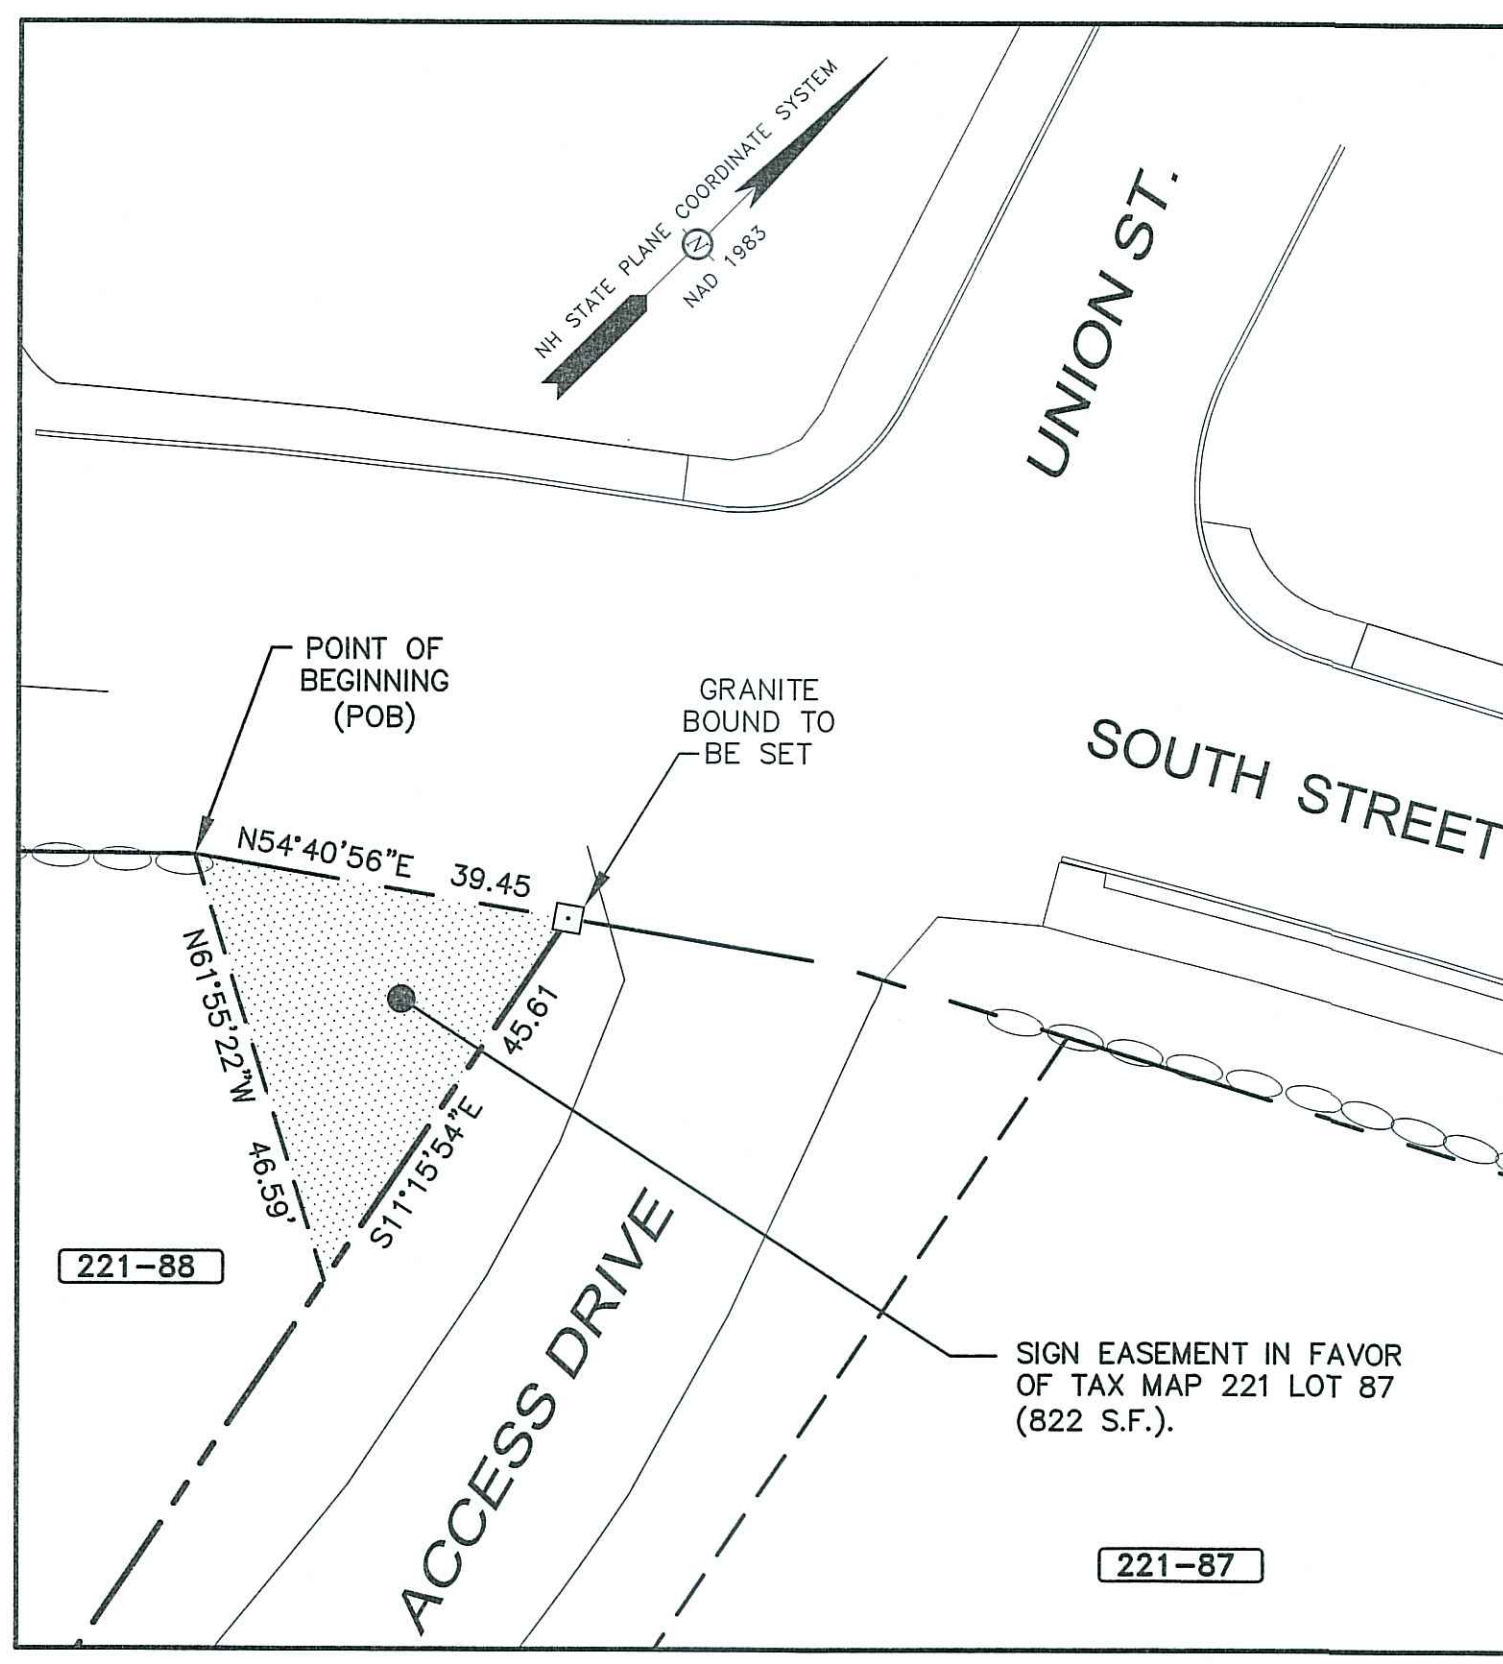 NH STATE PLANE COORDINATE SYSTEM
N
NAD 1983
UNION ST.
POINT OF
BEGINNING
(POB)
GRANITE
BOUND TO
BE SET
SOUTH STREET
N54°40'56"E 39.45
N61°55'22"W 46.59'
45.61
S11°15'54"E
221-88
ACCESS DRIVE
SIGN EASEMENT IN FAVOR
OF TAX MAP 221 LOT 87
(822 S.F.).
221-87